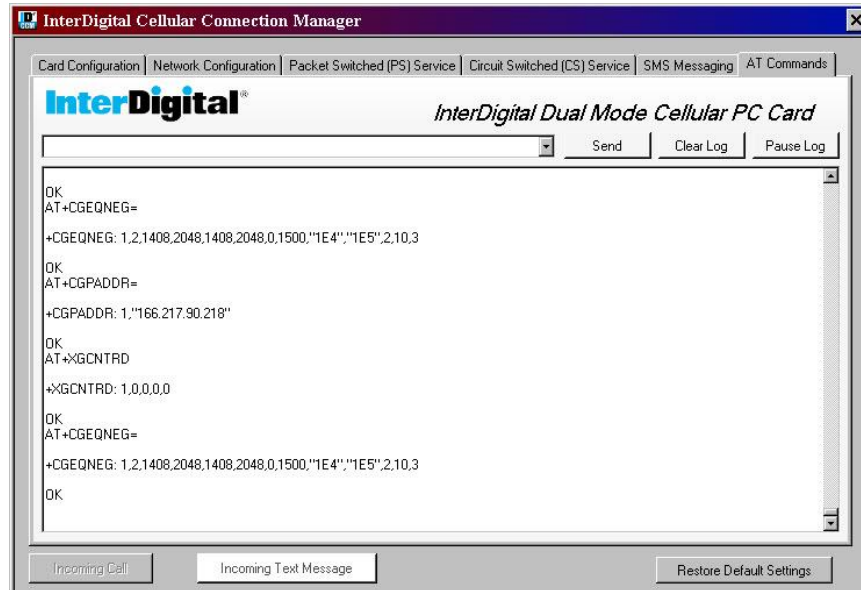 InterDigital Cellular Connection Manager
Card Configuration Network Configuration Packet Switched (PS) Service Circuit Switched (CS) Service SMS Messaging AT Commands
InterDigital®
InterDigital Dual Mode Cellular PC Card
Send Clear Log Pause Log
OK
AT+CGEQNEG=
+CGEQNEG: 1,2,1408,2048,1408,2048,0,1500,"1E4","1E5",2,10,3
OK
AT+CGPADDR=
+CGPADDR: 1,"166.217.90.218"
OK
AT+XGCNTRD
+XGCNTRD: 1,0,0,0,0
OK
AT+CGEQNEG=
+CGEQNEG: 1,2,1408,2048,1408,2048,0,1500,"1E4","1E5",2,10,3
OK
Incoming Call Incoming Text Message Restore Default Settings